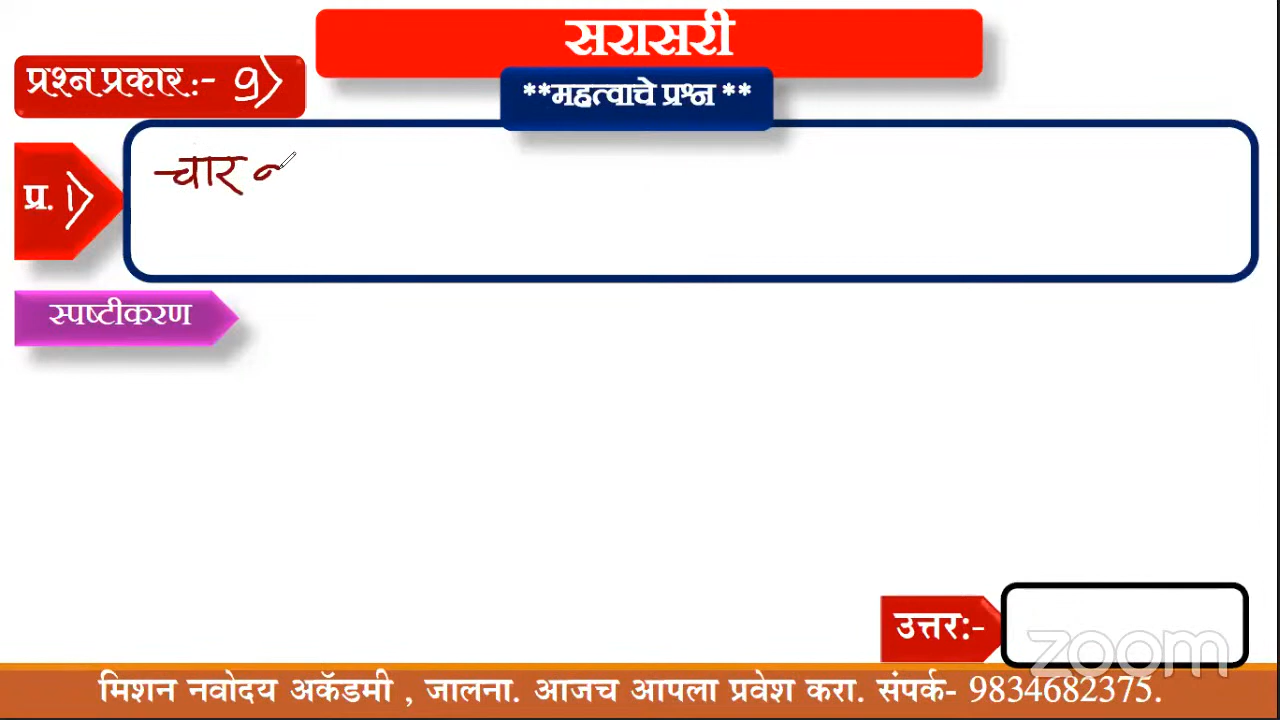 सरासरी
प्रश्न प्रकार:- 9)
**महत्वाचे प्रश्न **
प्र. 1)
चार
स्पष्टीकरण
उत्तर:-
zoom
मिशन नवोदय अॅकॅडमी , जालना. आजच आपला प्रवेश करा. संपर्क- 9834682375.